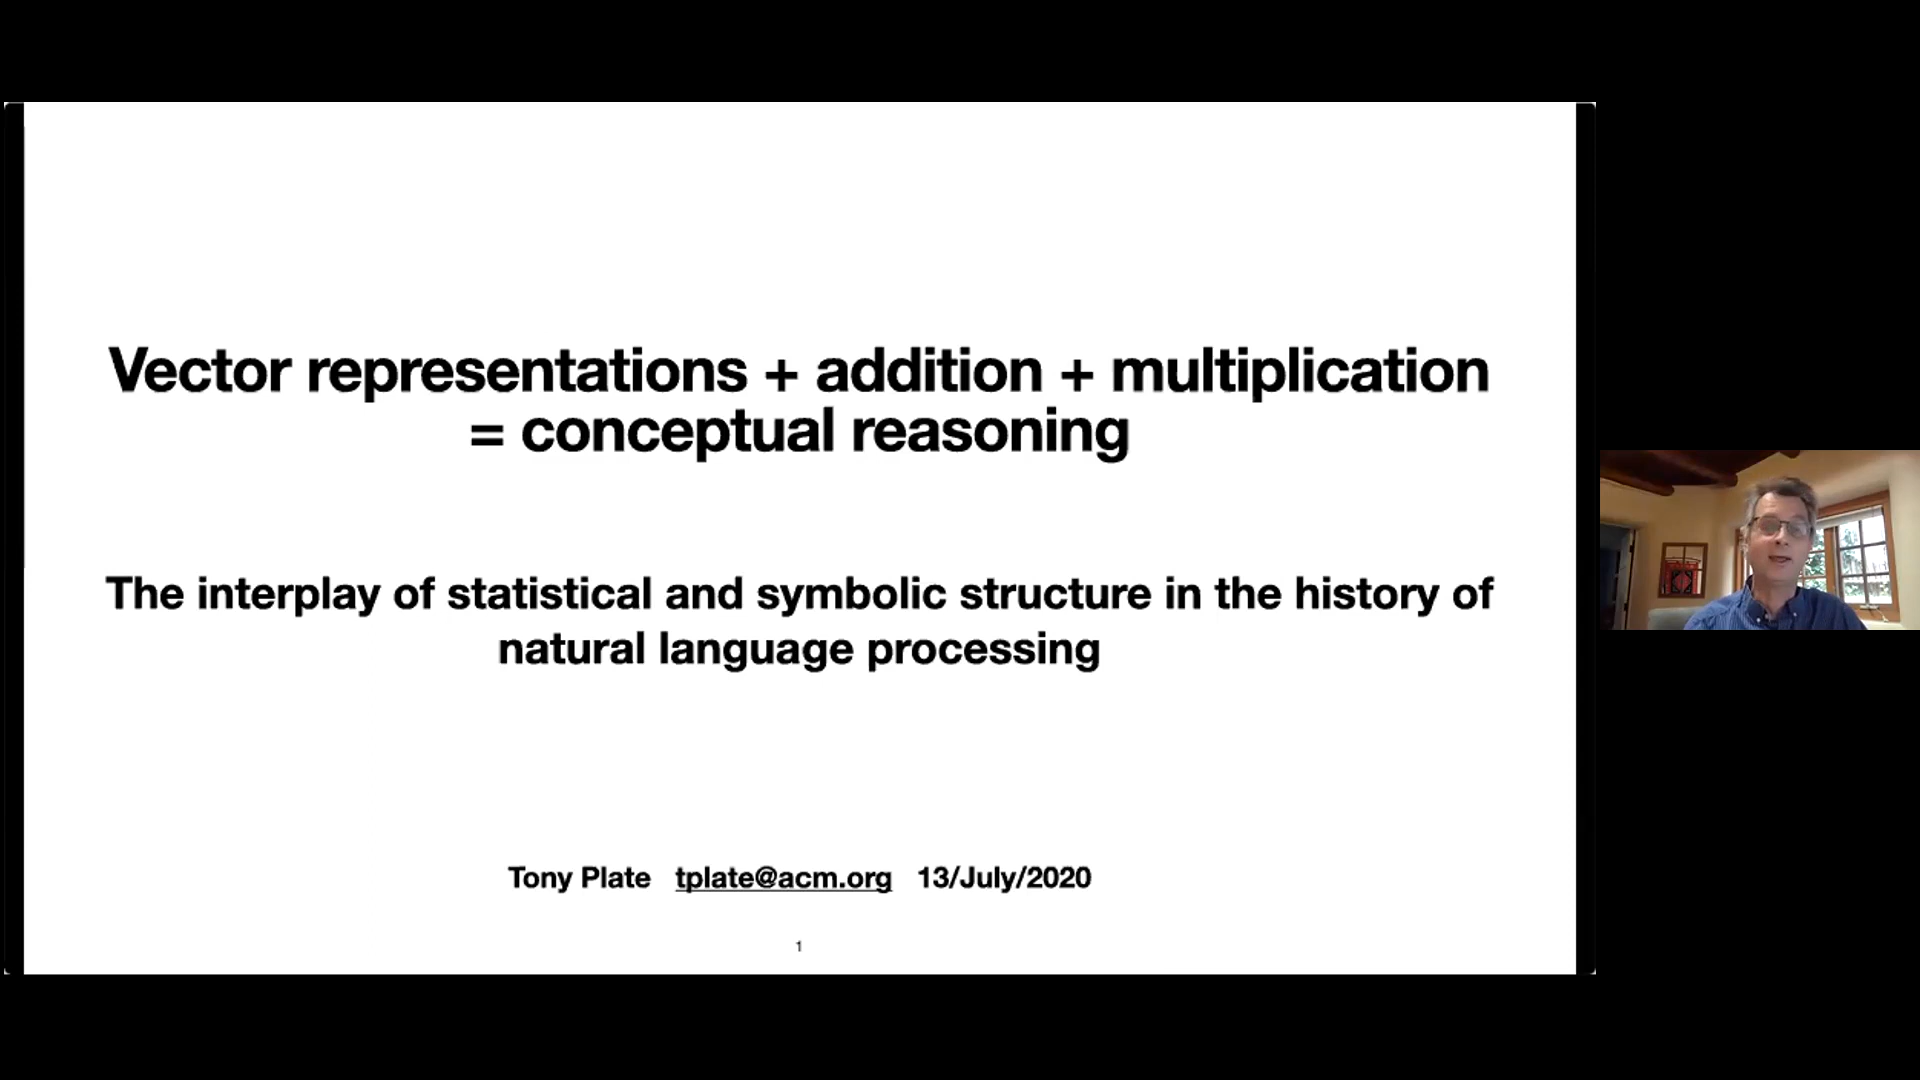 Vector representations + addition + multiplication
= conceptual reasoning
The interplay of statistical and symbolic structure in the history of
natural language processing
Tony Plate tplate@acm.org 13/July/2020
1